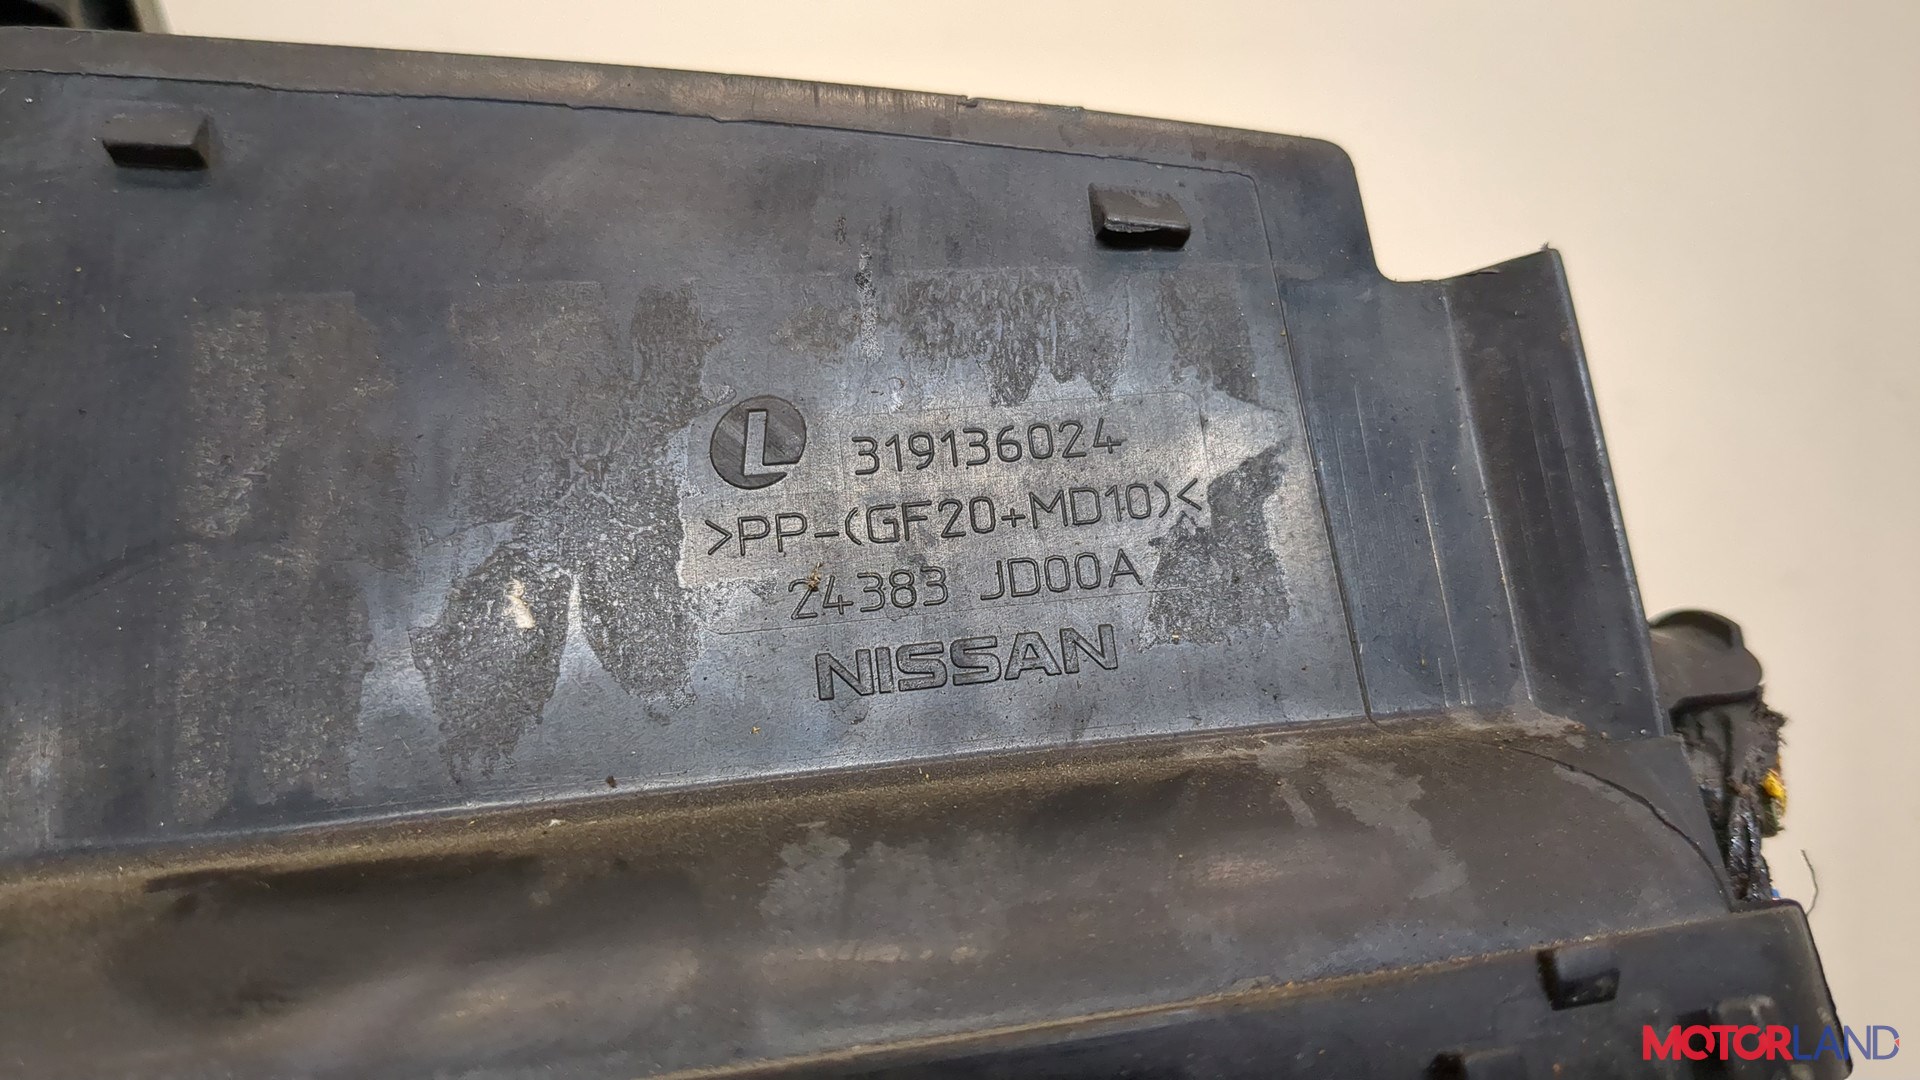 L 319136024
>PP-(GF20+MD10)<
24383 JD00A
NISSAN
MOTORLAND